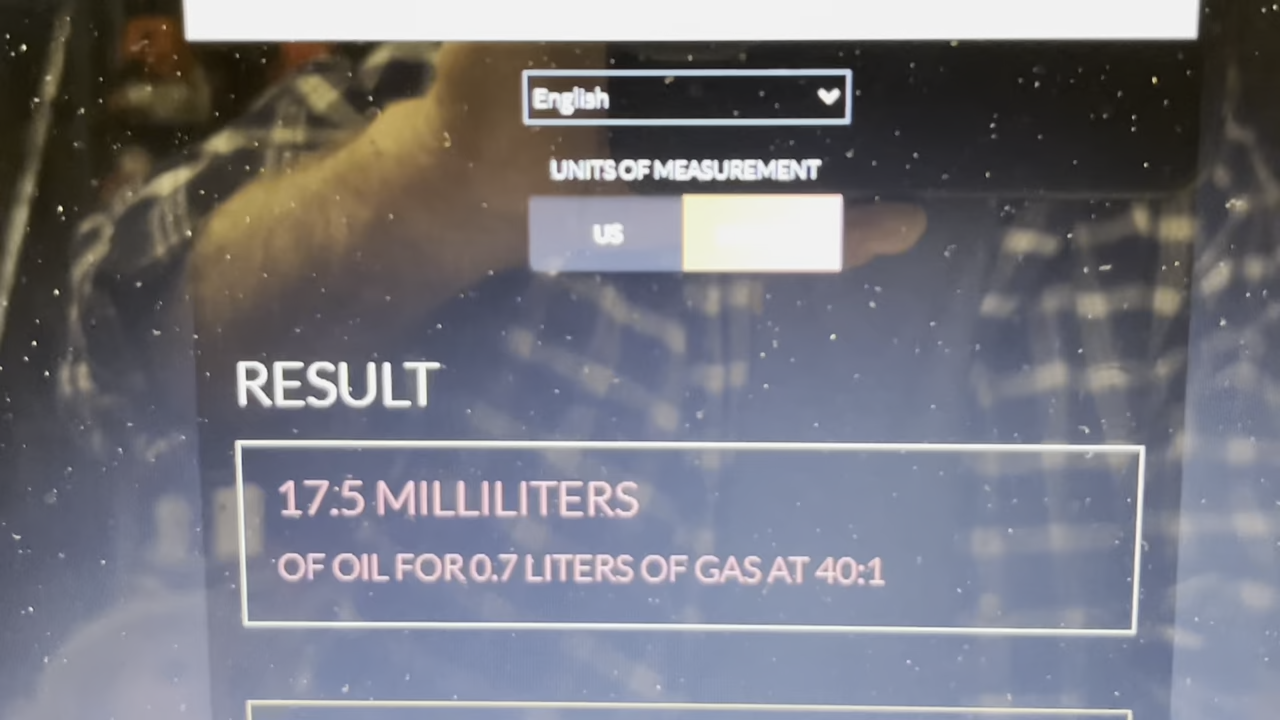 English
UNITS OF MEASUREMENT
US
RESULT
17.5 MILLILITERS
OF OIL FOR 0.7 LITERS OF GAS AT 40:1